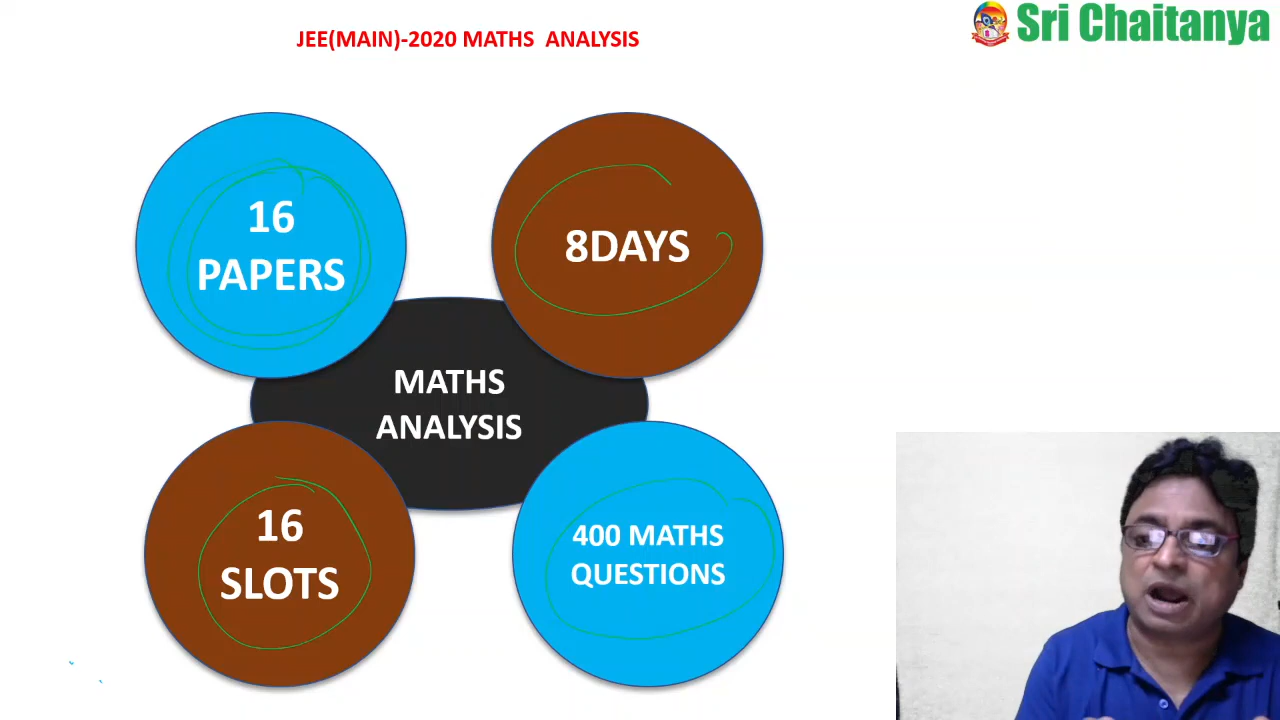 JEE(MAIN)-2020 MATHS ANALYSIS
Sri Chaitanya
16
PAPERS
8DAYS
MATHS
ANALYSIS
16
SLOTS
400 MATHS
QUESTIONS